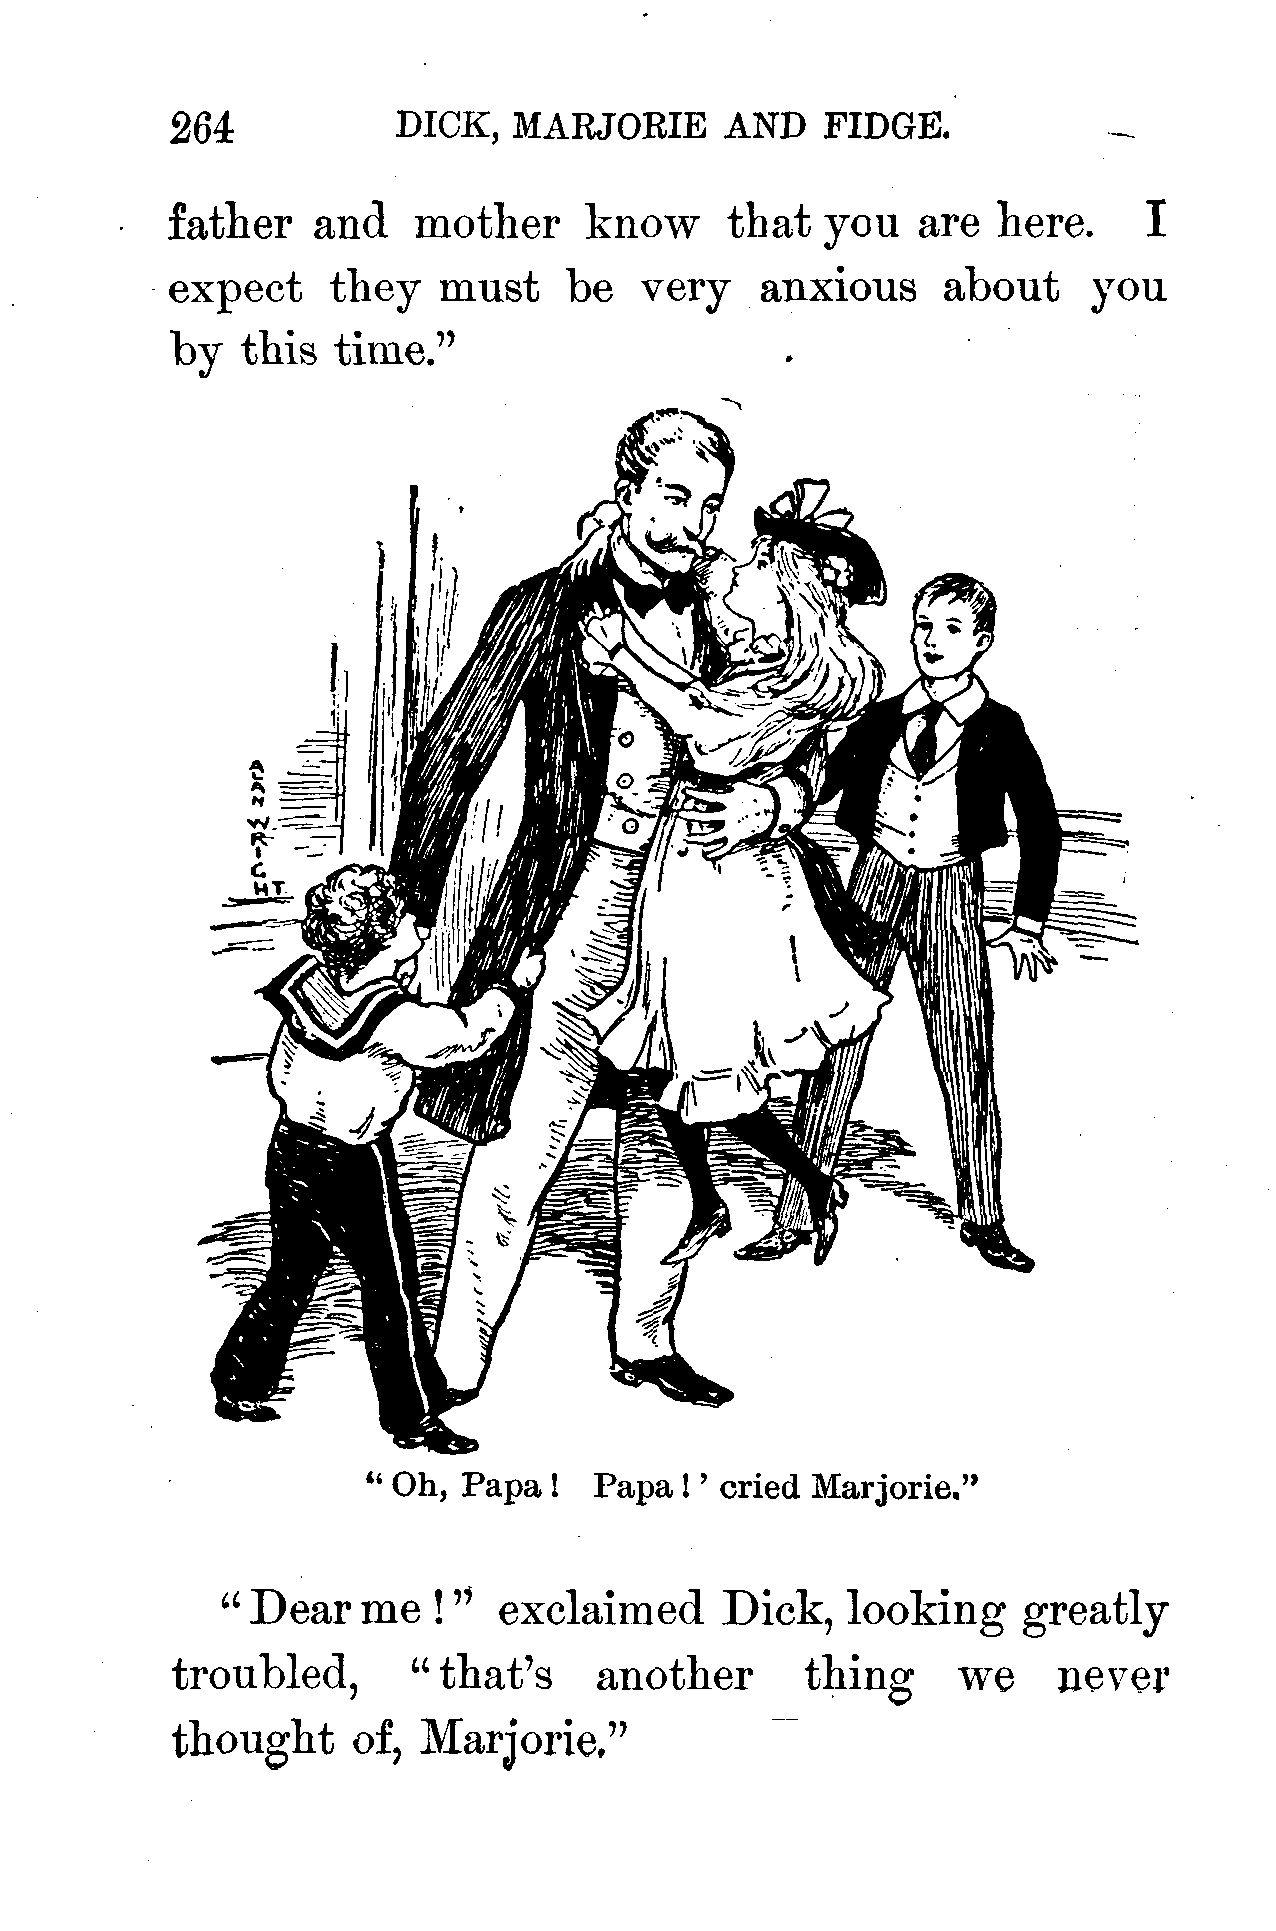 264 DICK, MARJORIE AND FIDGE.
father and mother know that you are here. I
expect they must be very anxious about you
by this time.”
ALAN WRIGHT
“Oh, Papa! Papa!’ cried Marjorie.”
“Dear me!” exclaimed Dick, looking greatly
troubled, “that’s another thing we never
thought of, Marjorie.”